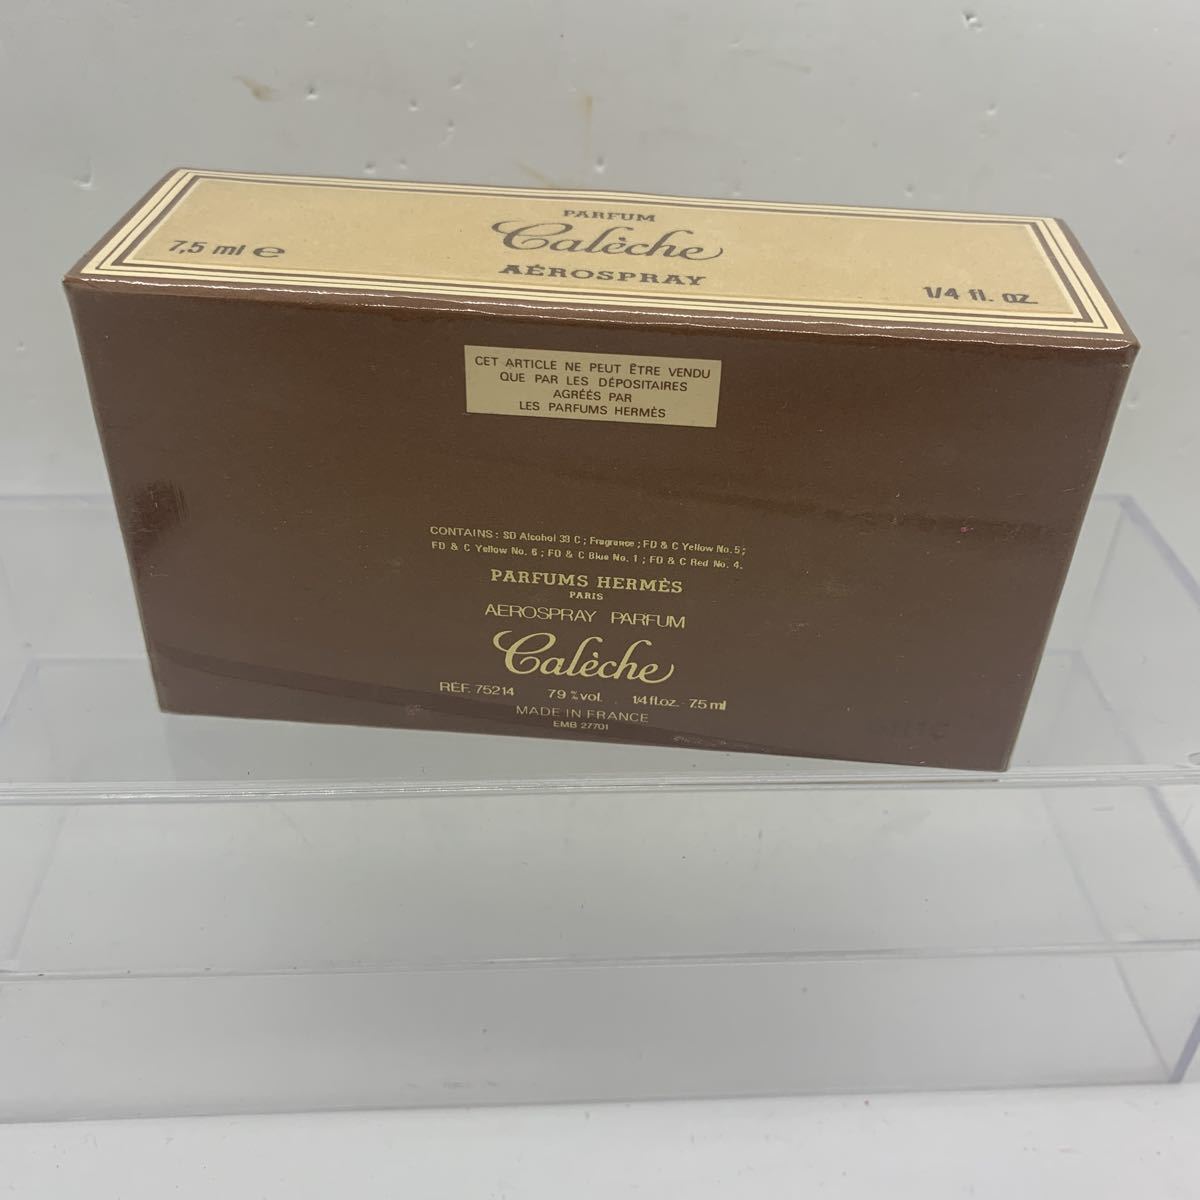 PARFUM
Calèche
AÉROSPRAY
7,5 ml e
1/4 fl. oz.
CET ARTICLE NE PEUT ÊTRE VENDU
QUE PAR LES DÉPOSITAIRES
AGRÉÉS PAR
LES PARFUMS HERMÈS
CONTAINS : SD Alcohol 39 C ; Fragrance ; FD & C Yellow No. 5 ;
FD & C Yellow No. 6 ; FD & C Blue No. 1 ; FD & C Red No. 4.
PARFUMS HERMÈS
PARIS
AEROSPRAY PARFUM
Calèche
RÉF. 75214 79 % vol. 1/4 fl.oz. - 7.5 ml
MADE IN FRANCE
EMB 27701